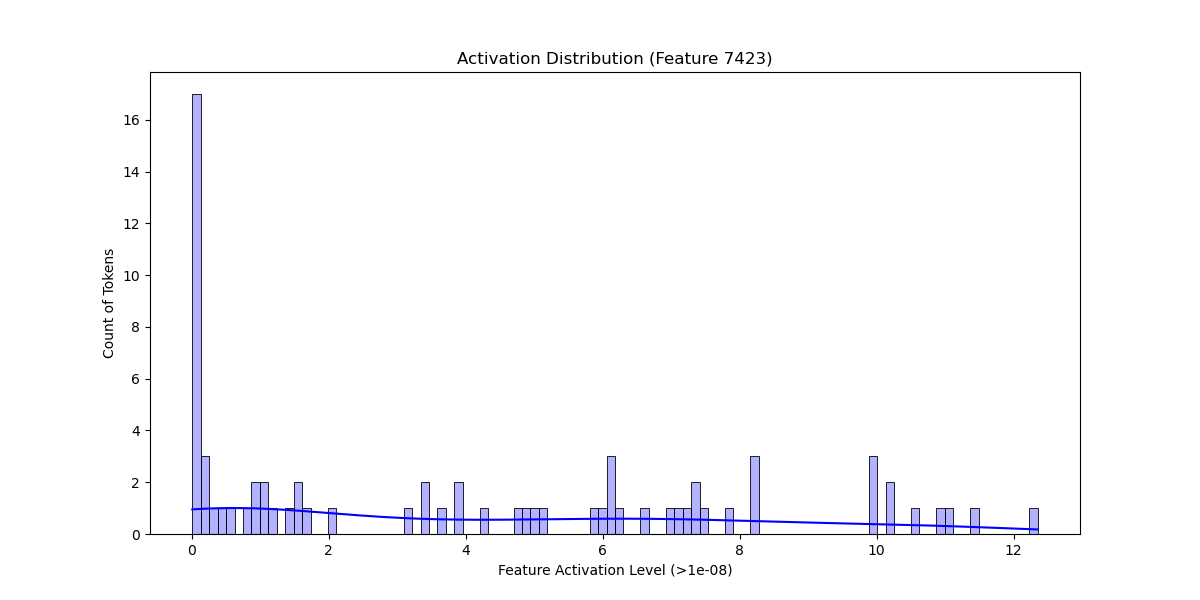 Activation Distribution (Feature 7423)
Count of Tokens
16
14
12
10
8
6
4
2
0
0 2 4 6 8 10 12
Feature Activation Level (>1e-08)